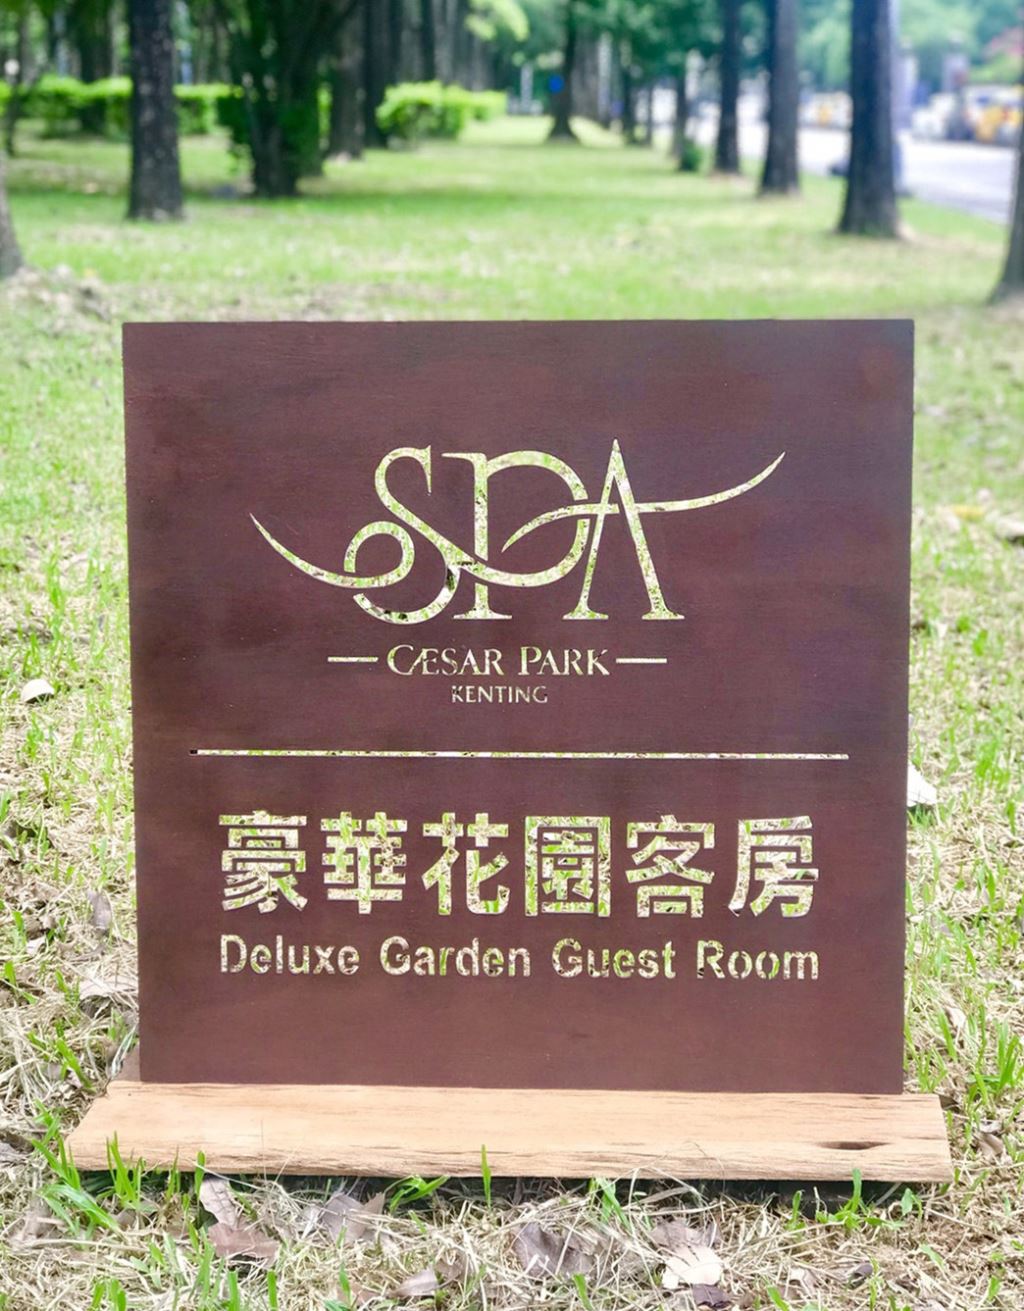 SPA
CÆSAR PARK
KENTING
豪華花園客房
Deluxe Garden Guest Room